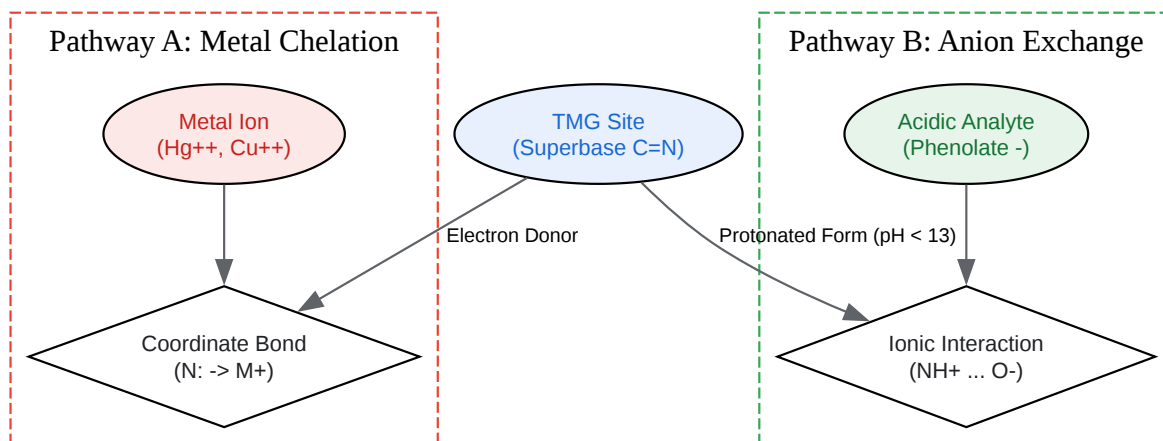 Pathway A: Metal Chelation
Pathway B: Anion Exchange
Metal Ion
(Hg++, Cu++)
TMG Site
(Superbase C=N)
Acidic Analyte
(Phenolate -)
Electron Donor
Protonated Form (pH < 13)
Coordinate Bond
(N: -> M+)
Ionic Interaction
(NH+ ... O-)